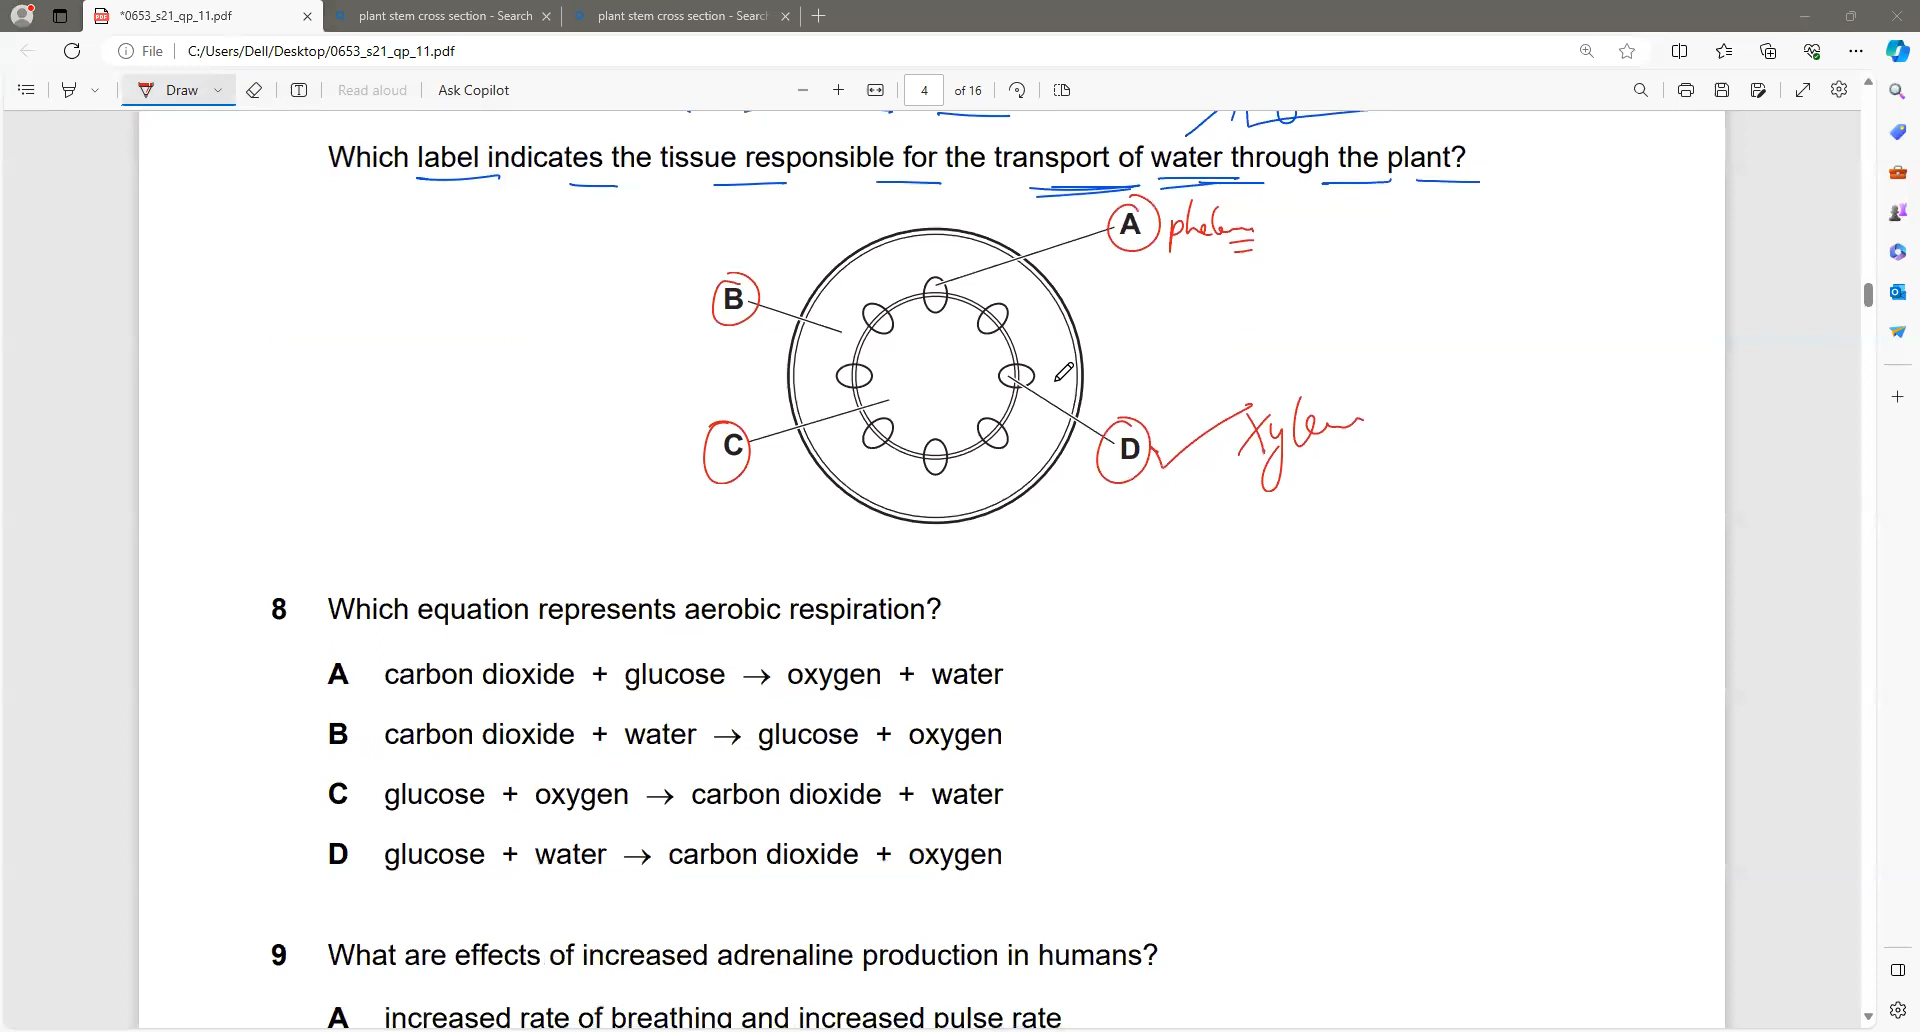 *0653_s21_qp_11.pdf
plant stem cross section - Search
plant stem cross section - Searc
File
C:/Users/Dell/Desktop/0653_s21_qp_11.pdf
Draw
Read aloud
Ask Copilot
4
of 16
Which label indicates the tissue responsible for the transport of water through the plant?
A
B
C
D
Xylem
8 Which equation represents aerobic respiration?
A carbon dioxide + glucose → oxygen + water
B carbon dioxide + water → glucose + oxygen
C glucose + oxygen → carbon dioxide + water
D glucose + water → carbon dioxide + oxygen
9 What are effects of increased adrenaline production in humans?
A increased rate of breathing and increased pulse rate